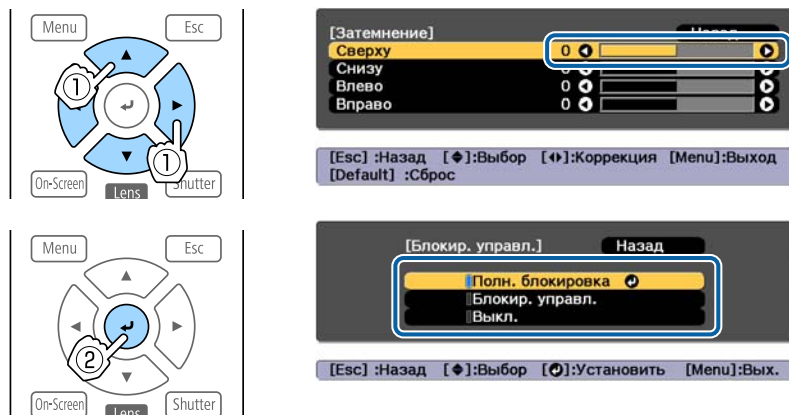 Menu Esc
①
①
On-Screen Lens Shutter
[Затемнение]
Сверху 0
Снизу 0
Влево 0
Вправо 0
[Esc] :Назад [◆]:Выбор [◀▶]:Коррекция [Menu]:Выход
[Default] :Сброс
Menu Esc
②
On-Screen Lens Shutter
[Блокир. управл.] Назад
Полн. блокировка
Блокир. управл.
Выкл.
[Esc] :Назад [◆]:Выбор [↵]:Установить [Menu]:Вых.